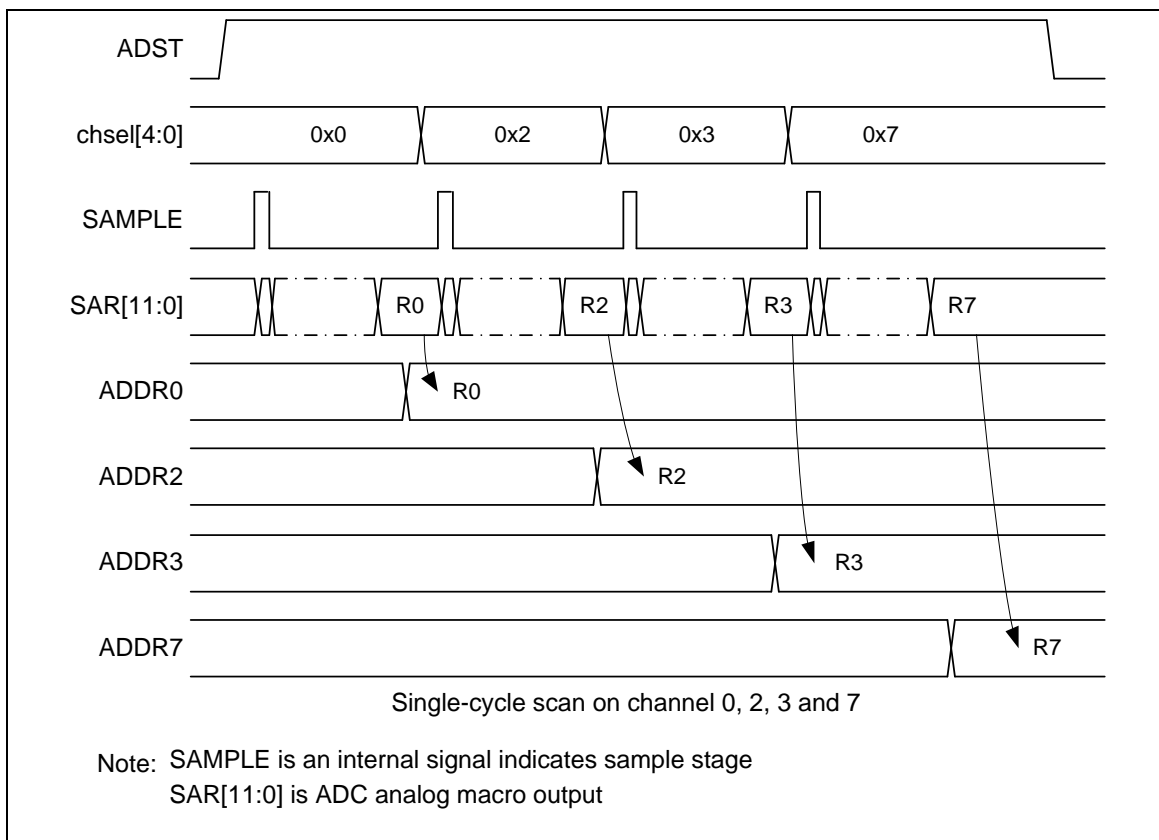 ADST
chsel[4:0] 0x0 0x2 0x3 0x7
SAMPLE
SAR[11:0] R0 R2 R3 R7
ADDR0 R0
ADDR2 R2
ADDR3 R3
ADDR7 R7
Single-cycle scan on channel 0, 2, 3 and 7
Note: SAMPLE is an internal signal indicates sample stage
SAR[11:0] is ADC analog macro output